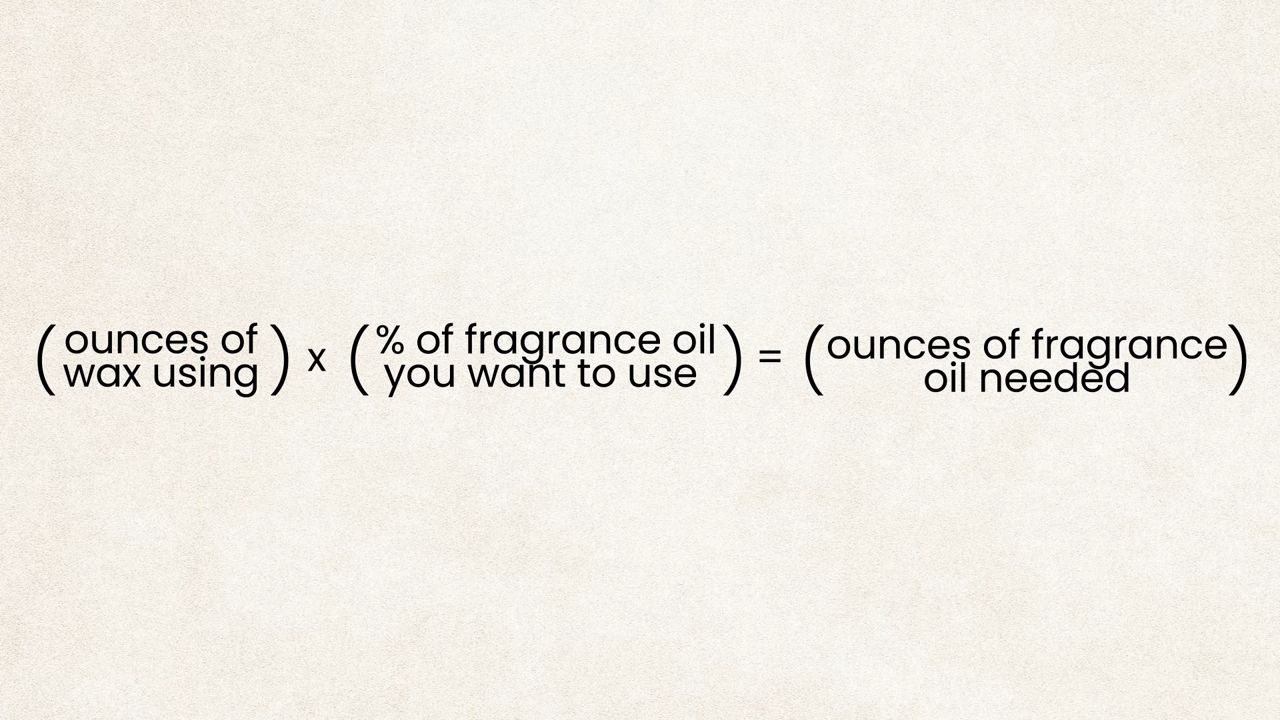 (ounces of wax using) x (% of fragrance oil you want to use) = (ounces of fragrance oil needed)